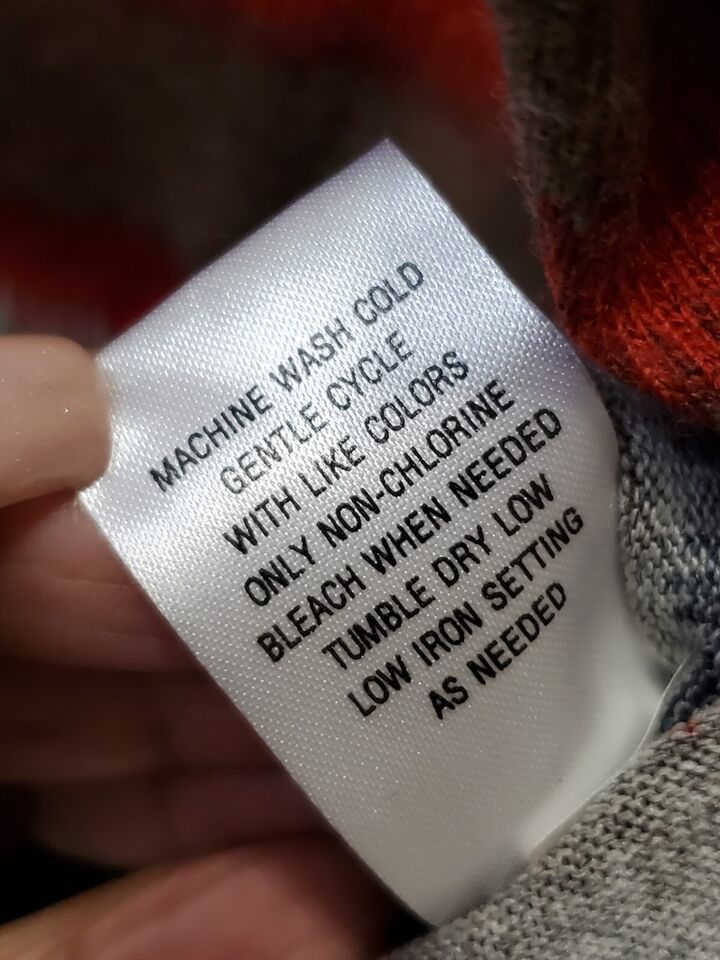 MACHINE WASH COLD
GENTLE CYCLE
WITH LIKE COLORS
ONLY NON-CHLORINE
BLEACH WHEN NEEDED
TUMBLE DRY LOW
LOW IRON SETTING
AS NEEDED